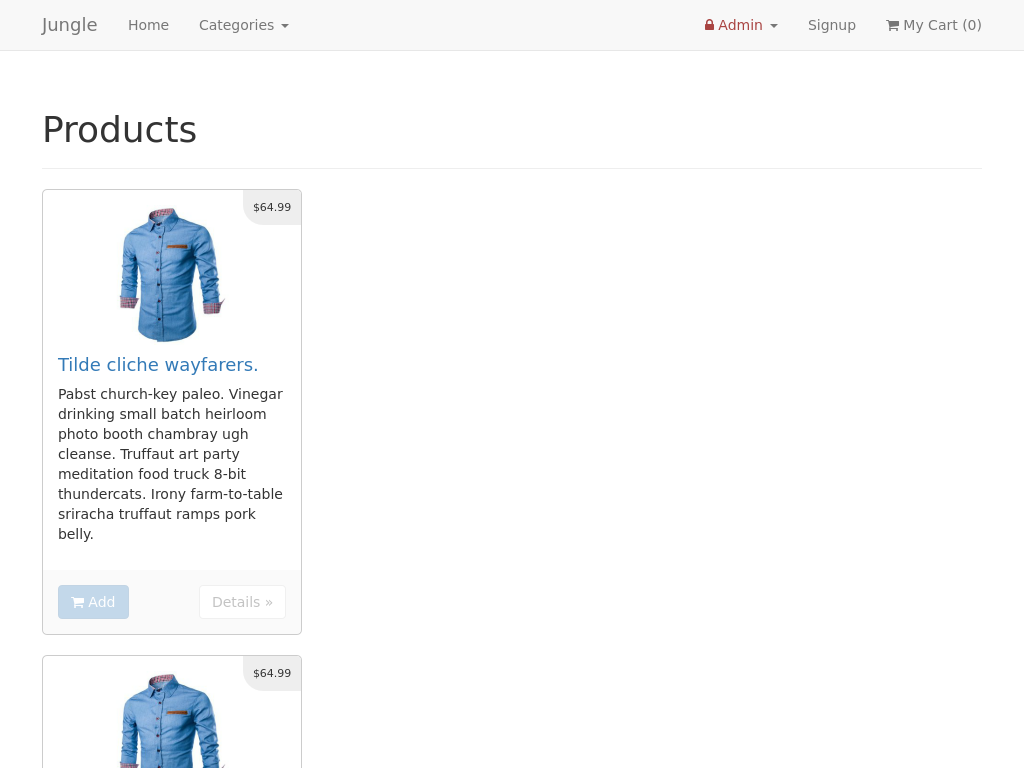 Jungle Home Categories Admin Signup My Cart (0)
Products
$64.99
Tilde cliche wayfarers.
Pabst church-key paleo. Vinegar
drinking small batch heirloom
photo booth chambray ugh
cleanse. Truffaut art party
meditation food truck 8-bit
thundercats. Irony farm-to-table
sriracha truffaut ramps pork
belly.
Add Details »
$64.99